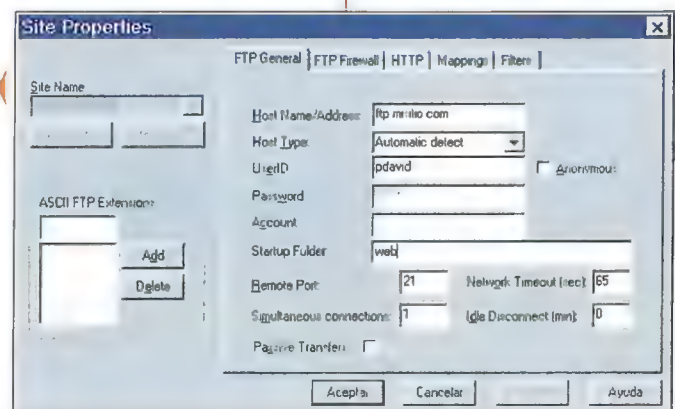 Site Properties
FTP General FTP Firewall HTTP Mappings Filters
Site Name
Host Name/Address:
Host Type: Automatic detect
UserID pdavid Anonymous
Password
Account
ASCII FTP Extensions
Add
Delete
Startup Folder web
Remote Port: 21 Network Timeout (sec): 65
Simultaneous connections: 1 Idle Disconnect (min): 0
Passive Transfers
Aceptar Cancelar Ayuda